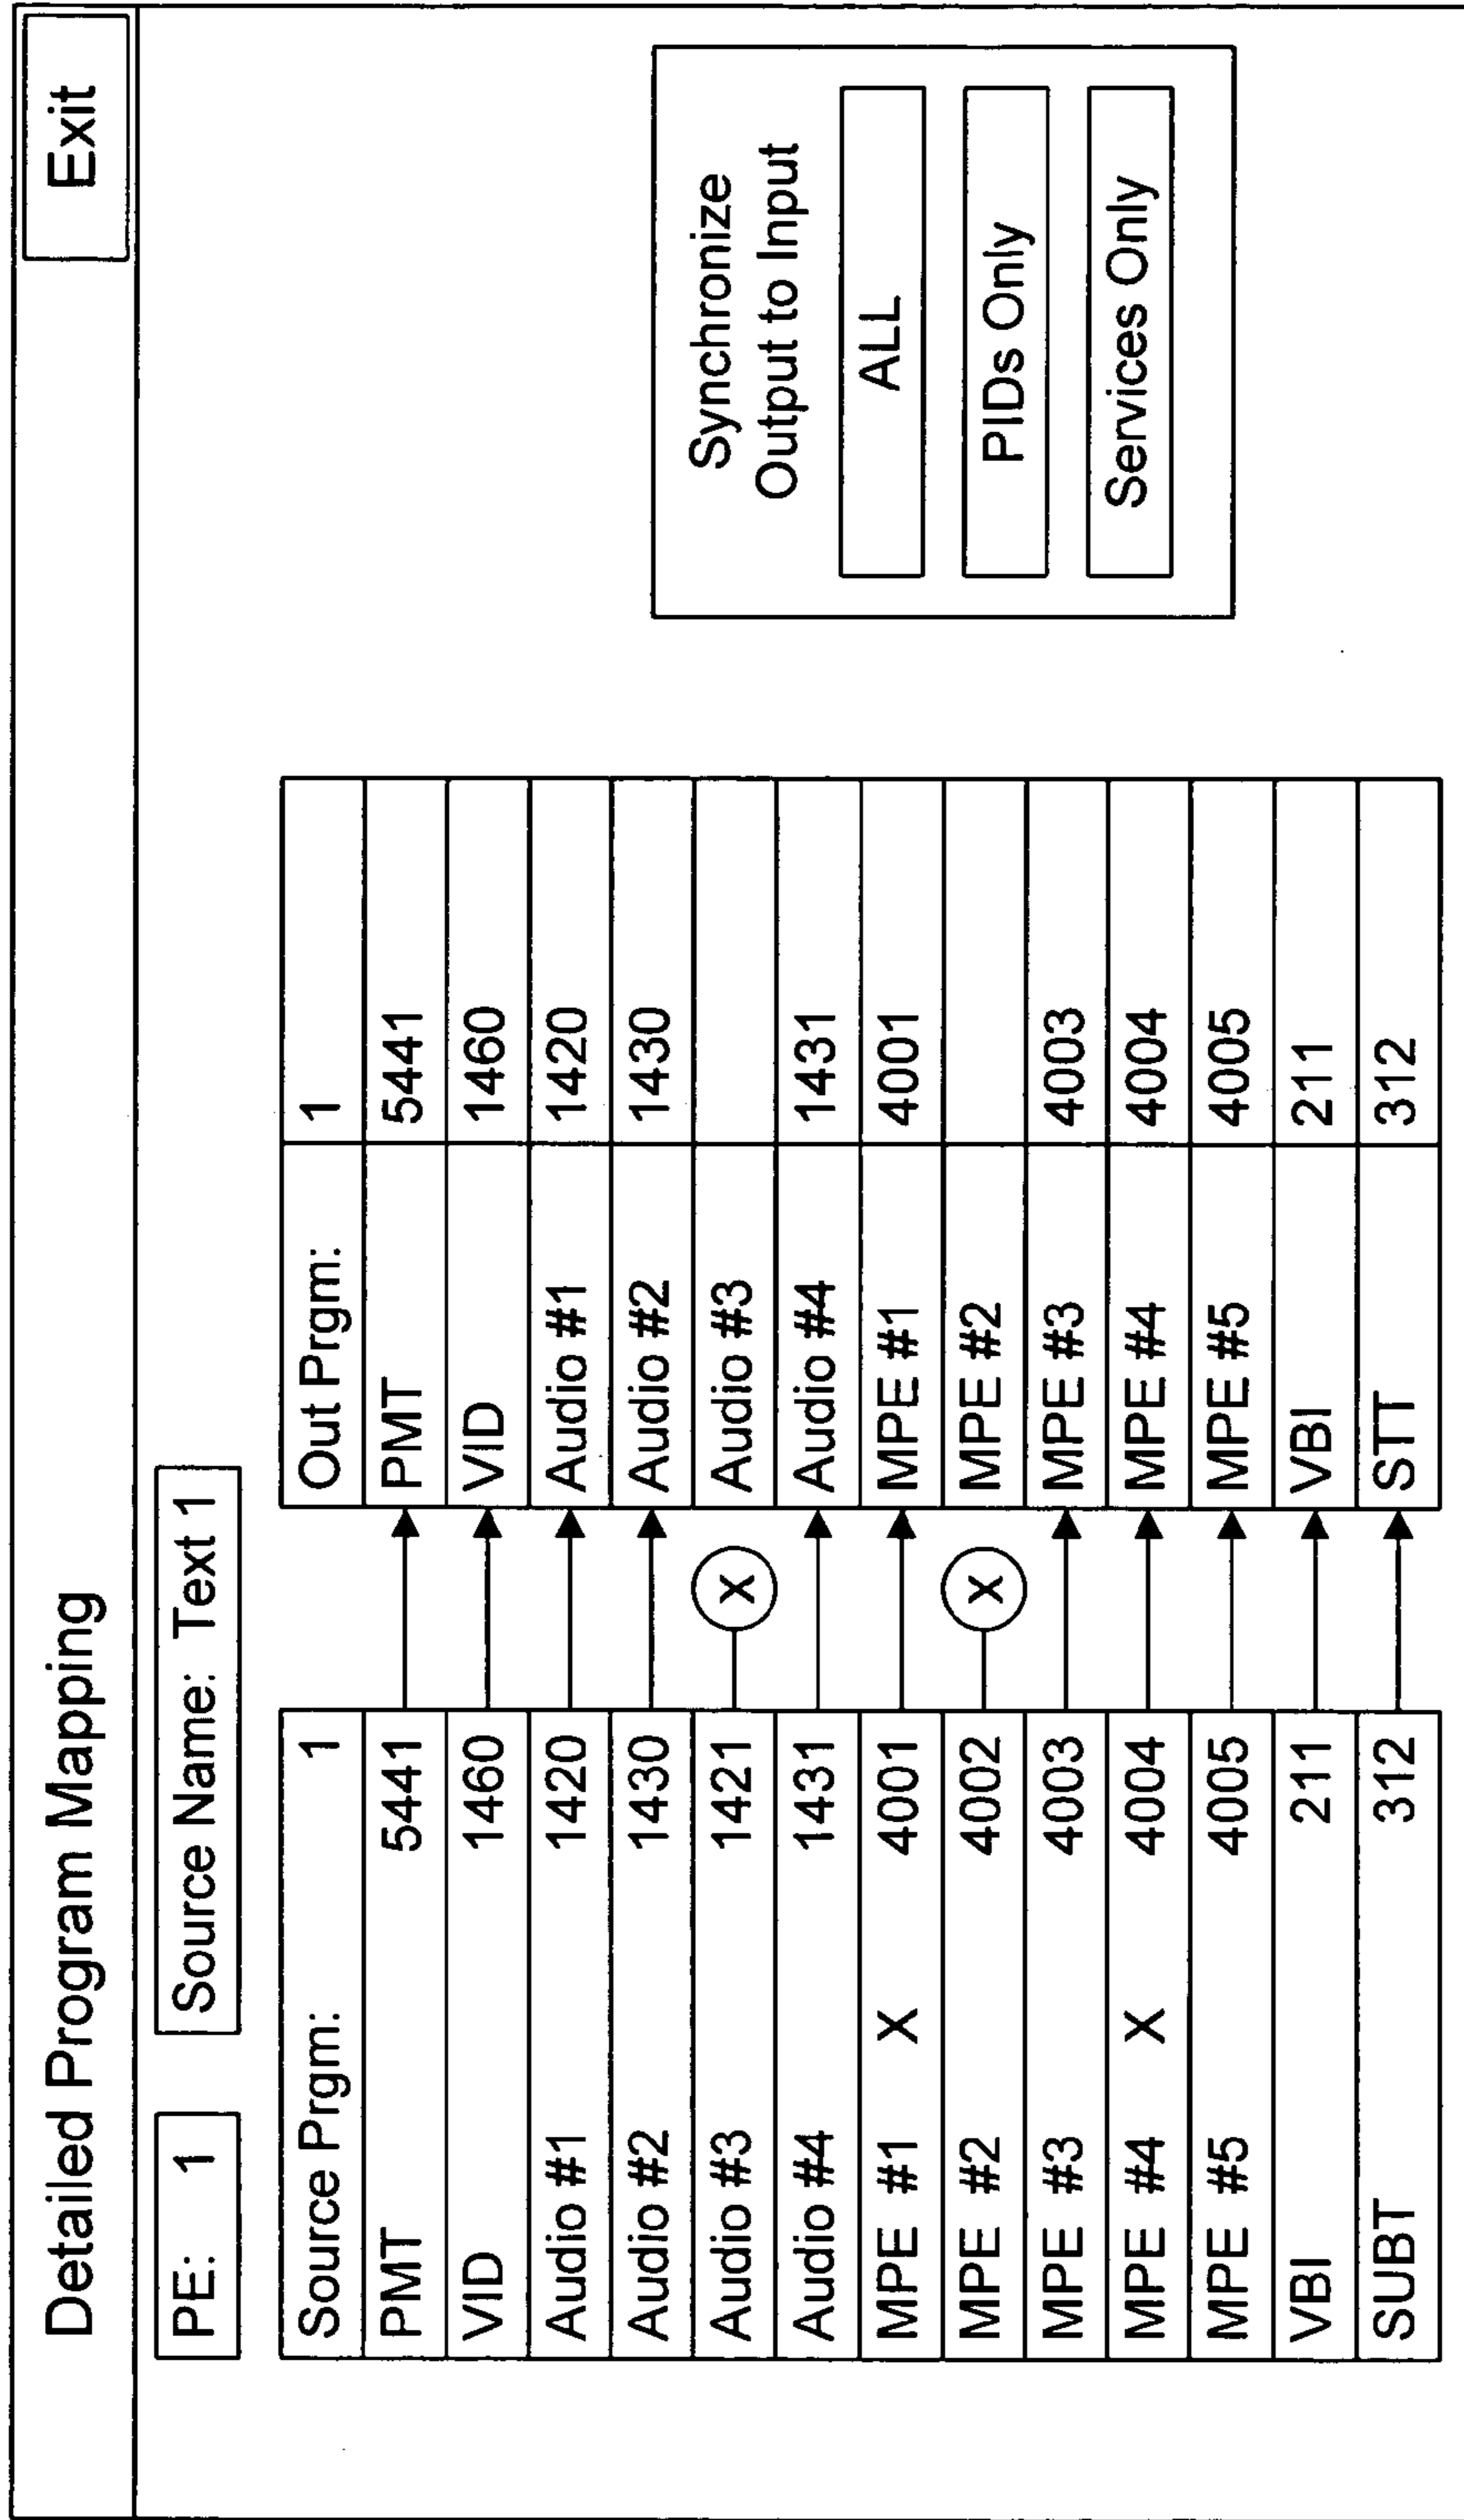 Detailed Program Mapping
Exit
PE: 1
Source Name: Text 1
Source Prgm: 1
PMT 5441
VID 1460
Audio #1 1420
Audio #2 1430
Audio #3 1421
Audio #4 1431
MPE #1 X 4001
MPE #2 4002
MPE #3 4003
MPE #4 X 4004
MPE #5 4005
VBI 211
SUBT 312
X
X
Out Prgm: 1
PMT 5441
VID 1460
Audio #1 1420
Audio #2 1430
Audio #3
Audio #4 1431
MPE #1 4001
MPE #2
MPE #3 4003
MPE #4 4004
MPE #5 4005
VBI 211
STT 312
Synchronize
Output to Input
ALL
PIDs Only
Services Only